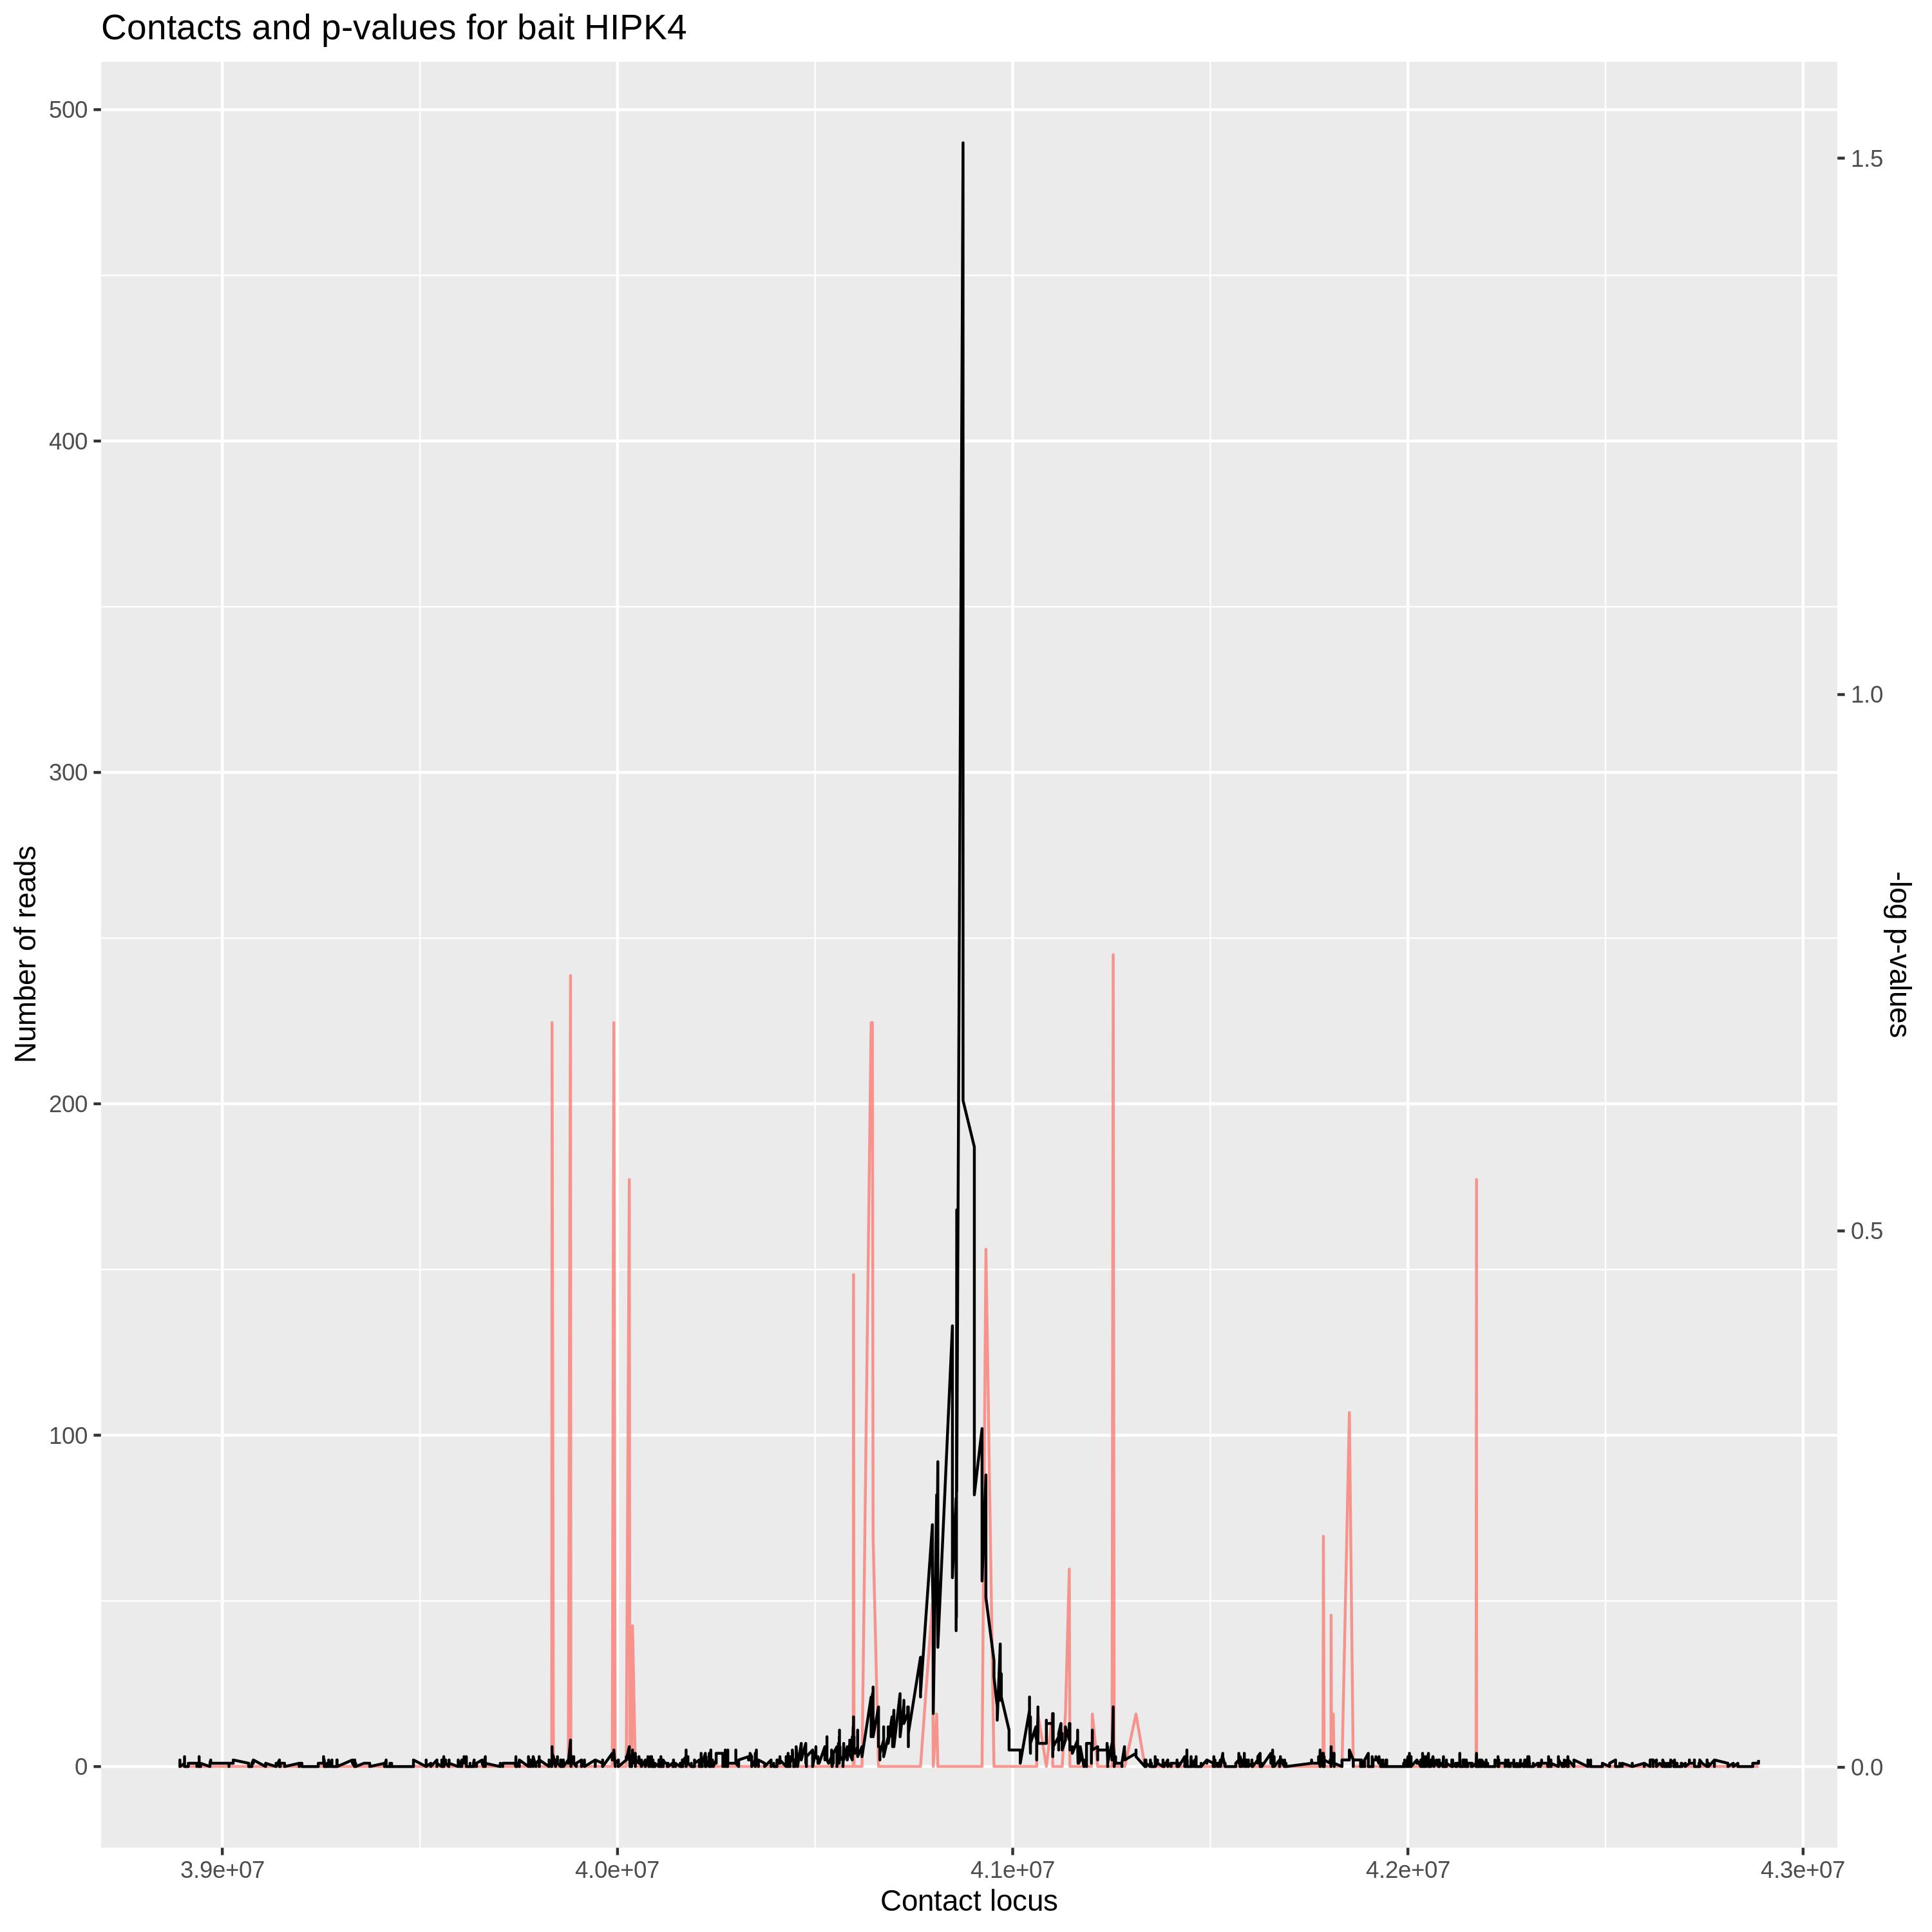 Contacts and p-values for bait HIPK4
500
400
300
200
100
0
Number of reads
1.5
1.0
0.5
0.0
-log p-values
3.9e+07 4.0e+07 4.1e+07 4.2e+07 4.3e+07
Contact locus